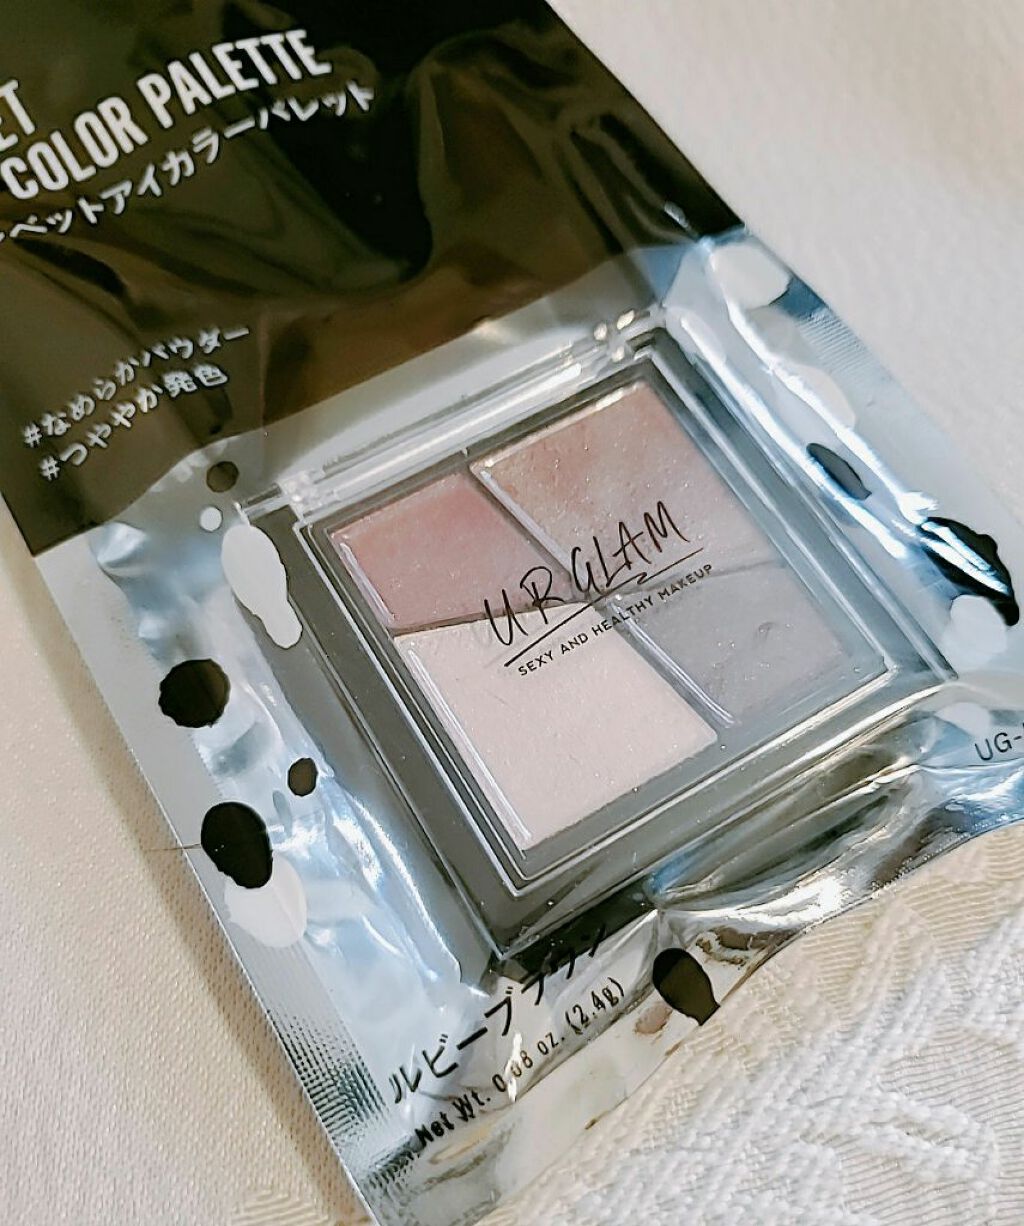 ET
COLOR PALETTE
ベットアイカラーパレット
#なめらかパウダー
#つややか発色
UR GLAM
SEXY AND HEALTHY MAKEUP
UG-
ルビーブラウン
Net Wt. 0.08 oz. (2.4g)